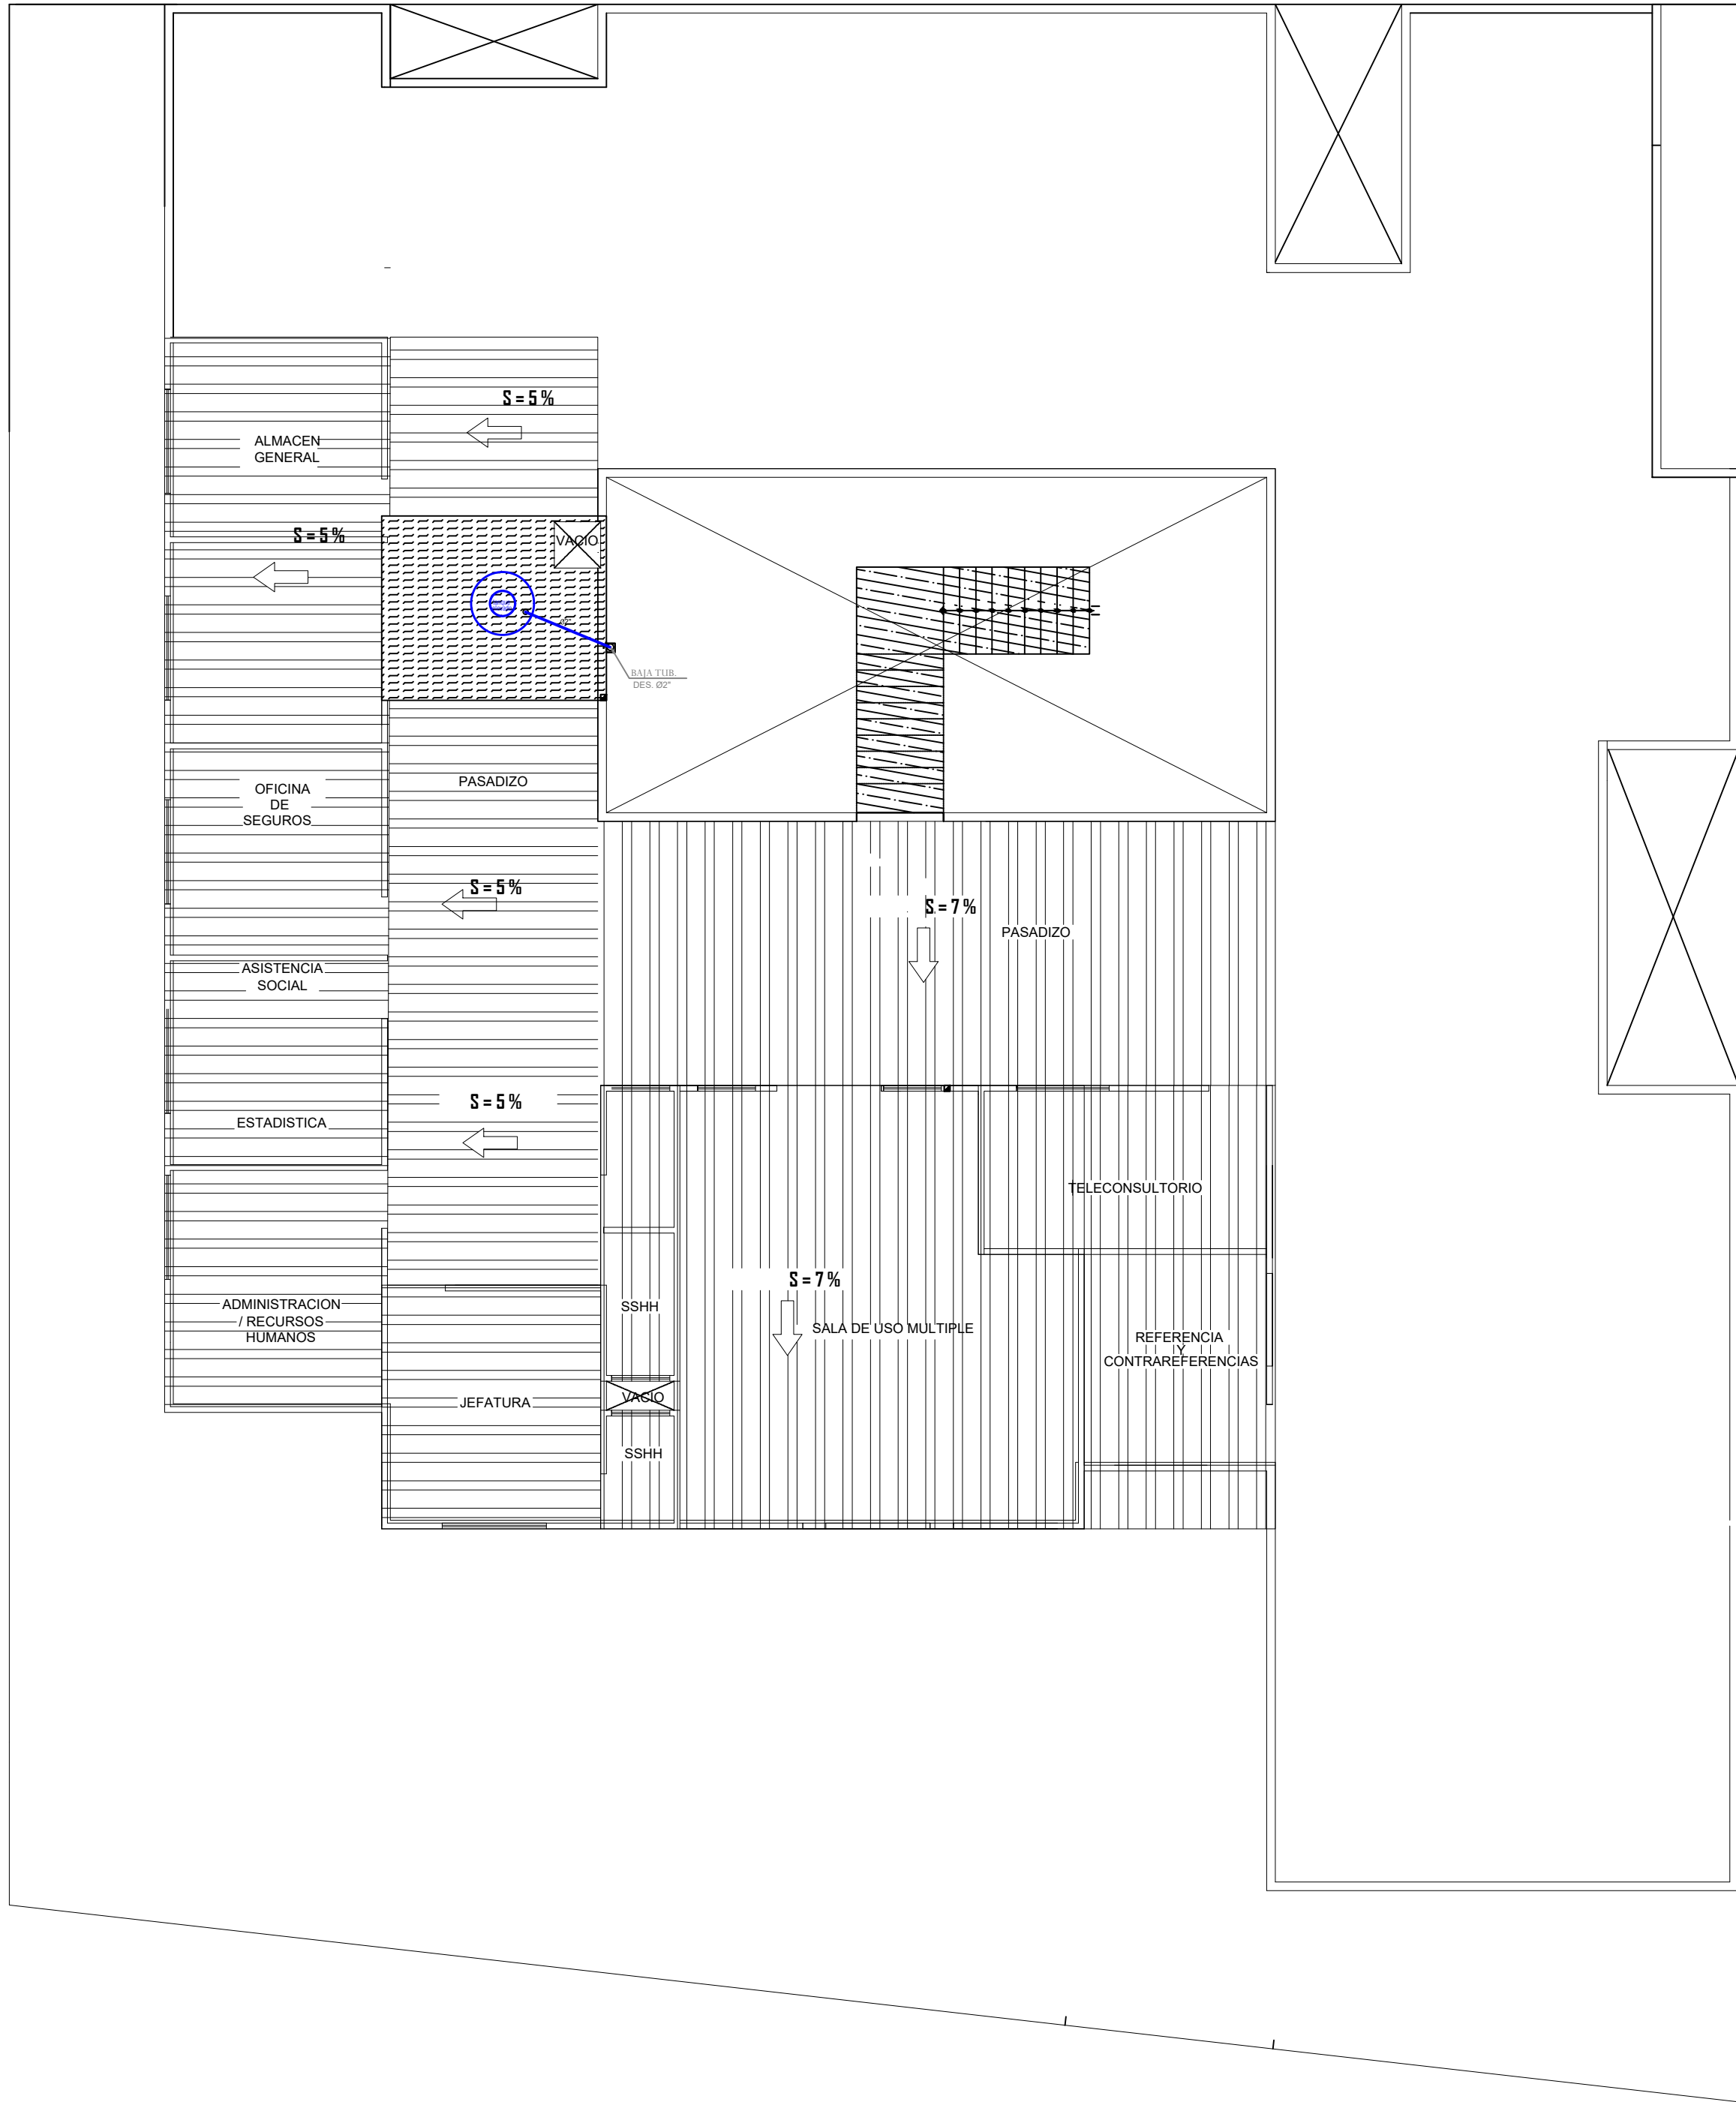 S = 5 %
ALMACEN
GENERAL
S = 5 %
VACIO
Ø2"
BAJA TUB.
DES. Ø2"
PASADIZO
OFICINA
DE
SEGUROS
S = 5 %
S = 7 %
PASADIZO
ASISTENCIA
SOCIAL
S = 5 %
ESTADISTICA
TELECONSULTORIO
S = 7 %
ADMINISTRACION
/ RECURSOS
HUMANOS
SSHH
SALA DE USO MULTIPLE
REFERENCIA
Y
CONTRAREFERENCIAS
JEFATURA
VACIO
SSHH